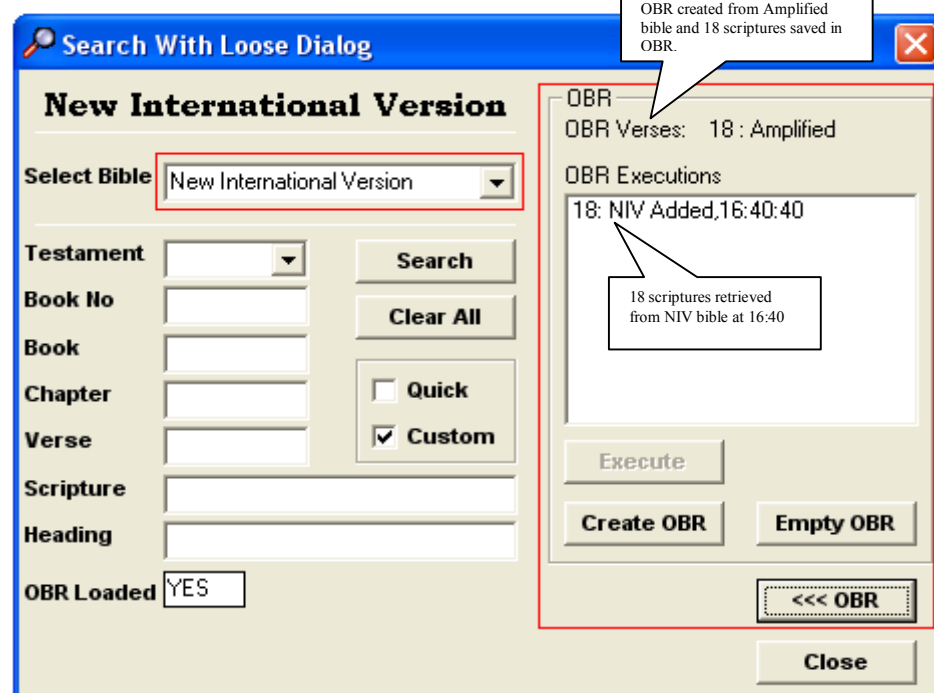 OBR created from Amplified
bible and 18 scriptures saved in
OBR.
Search With Loose Dialog
New International Version
Select Bible New International Version
Testament
Book No
Book
Chapter
Verse
Scripture
Heading
OBR Loaded YES
Search
Clear All
Quick
Custom
OBR
OBR Verses: 18 : Amplified
OBR Executions
18: NIV Added,16:40:40
18 scriptures retrieved
from NIV bible at 16:40
Execute
Create OBR Empty OBR
<<< OBR
Close